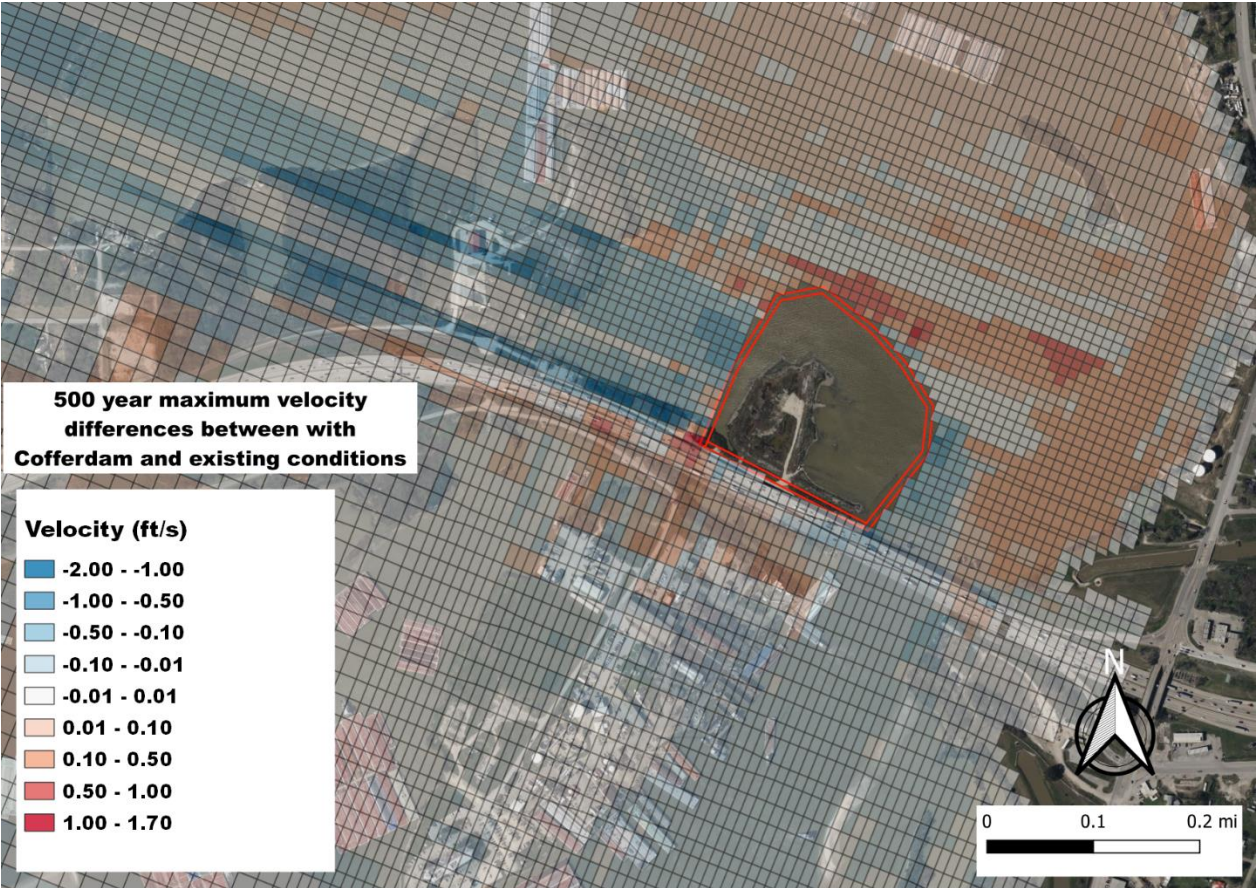 500 year maximum velocity
differences between with
Cofferdam and existing conditions
Velocity (ft/s)
-2.00 - -1.00
-1.00 - -0.50
-0.50 - -0.10
-0.10 - -0.01
-0.01 - 0.01
0.01 - 0.10
0.10 - 0.50
0.50 - 1.00
1.00 - 1.70
N
0 0.1 0.2 mi